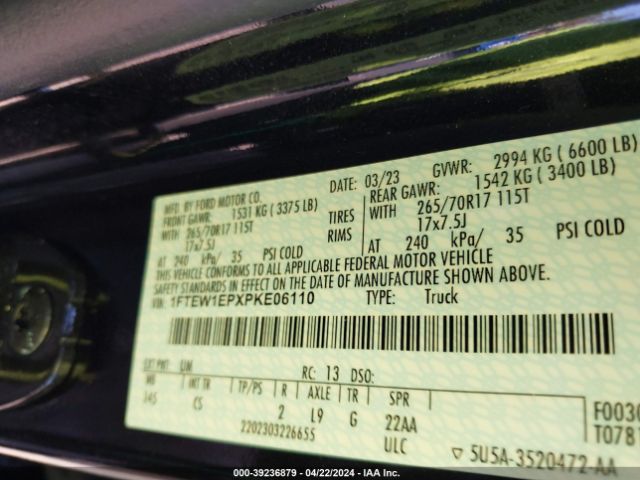 MFD BY FORD MOTOR CO.
DATE: 03/23 GVWR: 2994 KG ( 6600 LB)
FRONT GAWR: 1531 KG ( 3375 LB)
REAR GAWR: 1542 KG ( 3400 LB)
WITH 265/70R17 115T TIRES WITH 265/70R17 115T
17x7.5J RIMS 17x7.5J
AT 240 kPa/ 35 PSI COLD AT 240 kPa/ 35 PSI COLD
THIS VEHICLE CONFORMS TO ALL APPLICABLE FEDERAL MOTOR VEHICLE
SAFETY STANDARDS IN EFFECT ON THE DATE OF MANUFACTURE SHOWN ABOVE.
VIN: 1FTEW1EPXPKE06110 TYPE: Truck
EXT PNT: UM RC: 13 DSO:
WB INT TR TP/PS R AXLE TR SPR
145 CS 2 L9 G 22AA
2202303226655 ULC
F0030
T0781
▽ 5U5A-3520472-AA
000-39236879 - 04/22/2024 - IAA Inc.